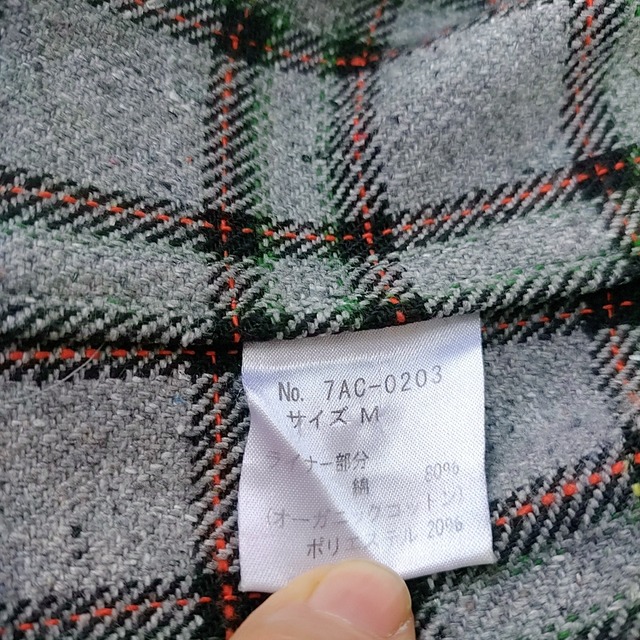 No. 7AC-0203
サイズ M
ライナー部分
綿 80%
(オーガニックコットン)
ポリエステル 20%